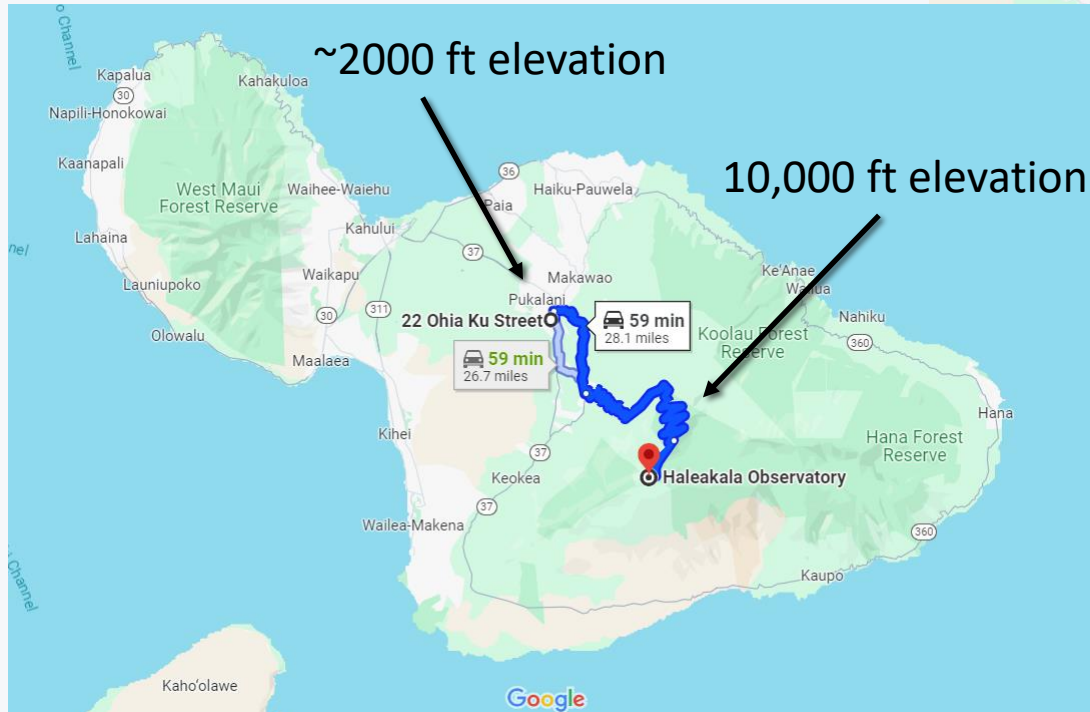 ~2000 ft elevation
10,000 ft elevation
Channel
Kapalua
30
Kahakuloa
Napili-Honokowai
Kaanapali
West Maui
Forest Reserve
Waihee-Waiehu
36
Haiku-Pauwela
Paia
Lahaina
Kahului
37
Makawao
Ke'Anae
Wailua
Launiupoko
Waikapu
Pukalani
Nahiku
Olowalu
30
311
22 Ohia Ku Street
59 min
28.1 miles
Koolau Forest
Reserve
360
Maalaea
59 min
26.7 miles
Hana
Kihei
37
Hana Forest
Reserve
Keokea
Haleakala Observatory
37
Wailea-Makena
360
Kaupo
Channel
Kaho'olawe
Google